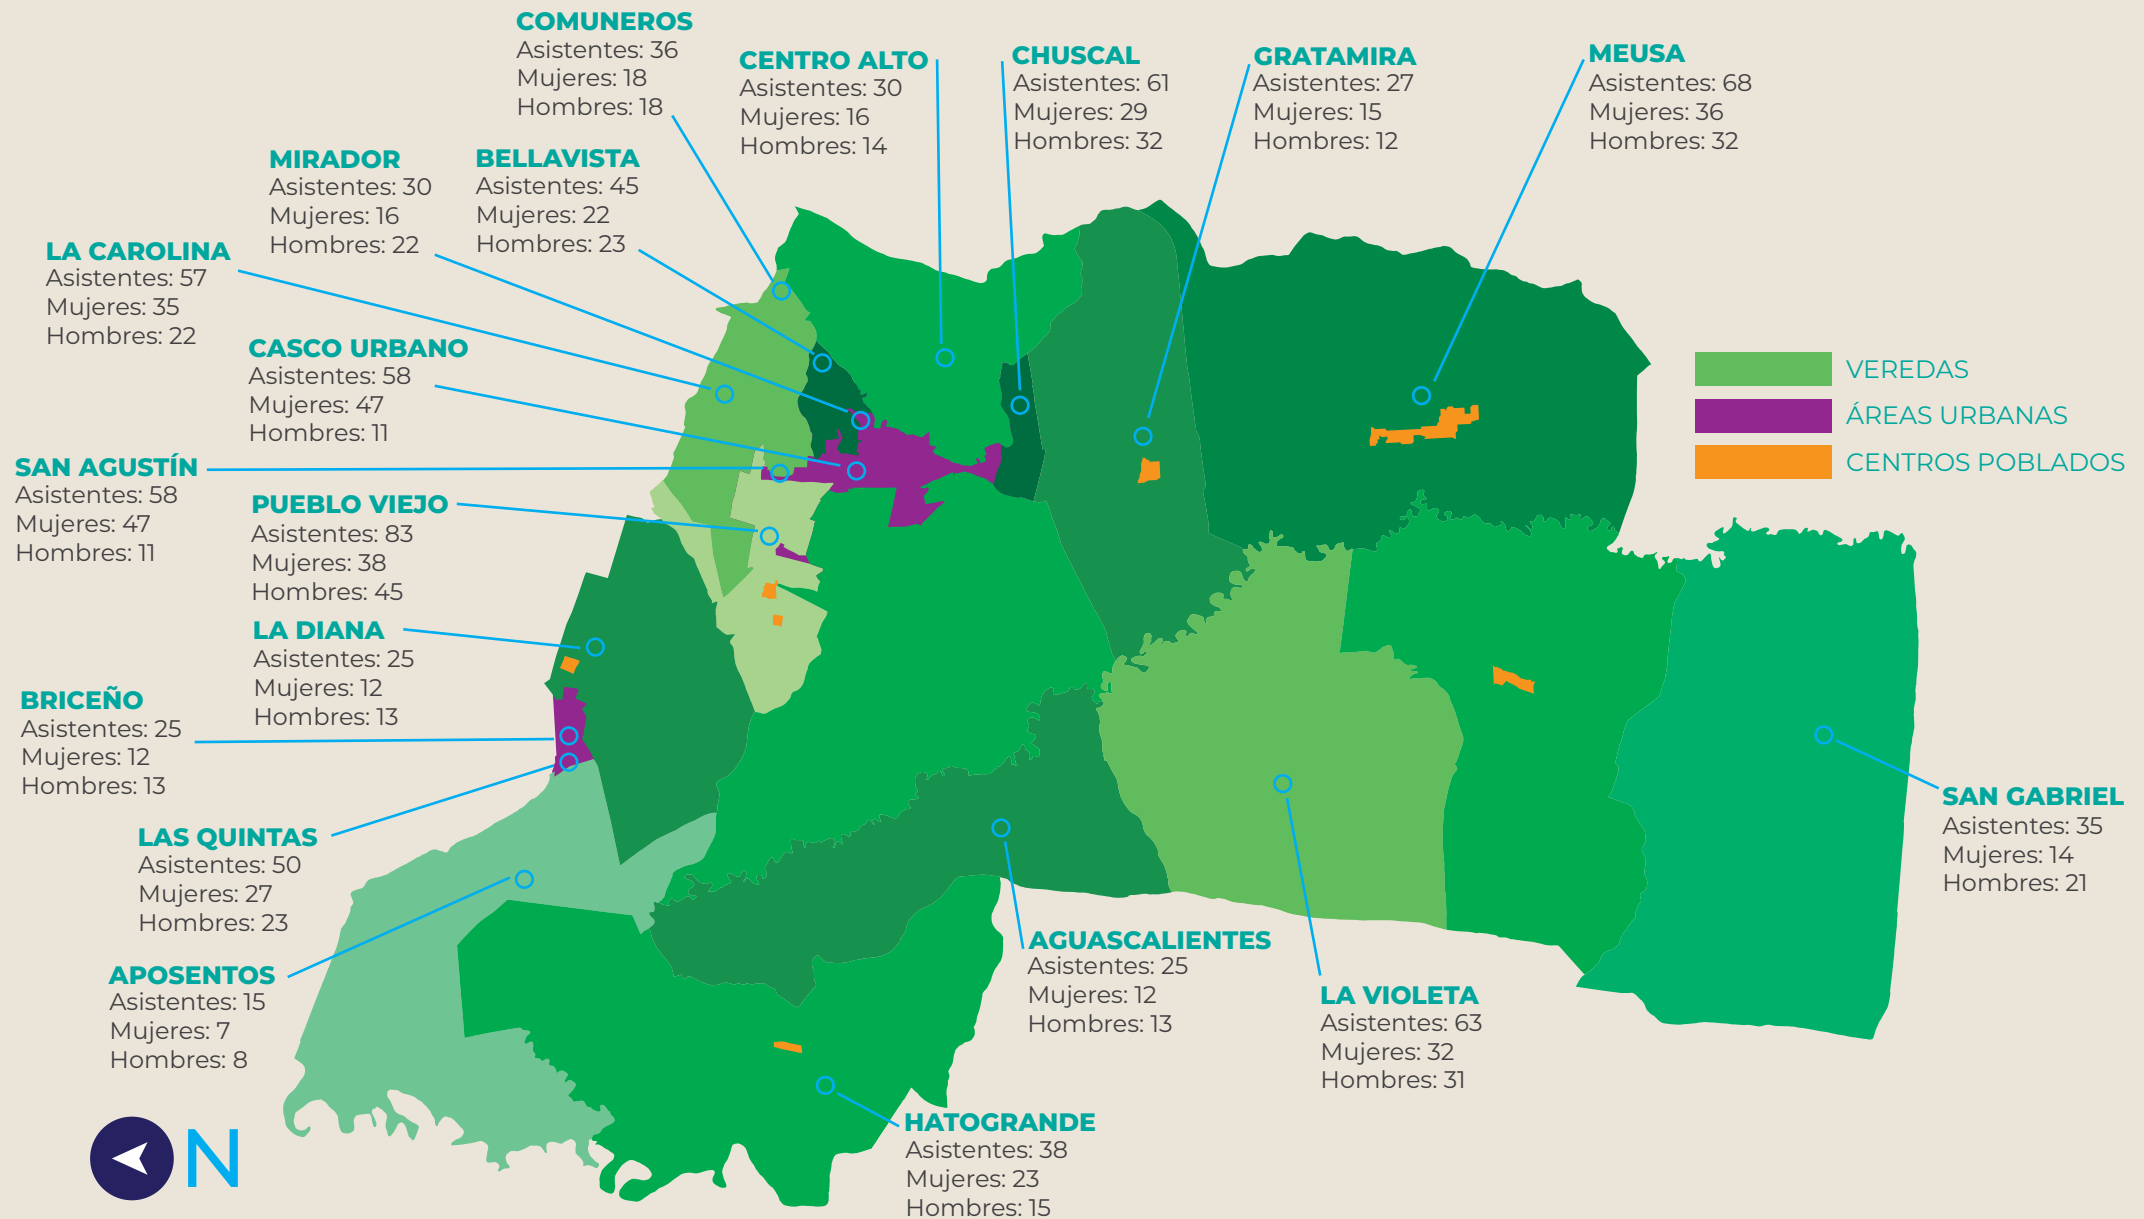 COMUNEROS
Asistentes: 36
Mujeres: 18
Hombres: 18
CENTRO ALTO
Asistentes: 30
Mujeres: 16
Hombres: 14
CHUSCAL
Asistentes: 61
Mujeres: 29
Hombres: 32
GRATAMIRA
Asistentes: 27
Mujeres: 15
Hombres: 12
MEUSA
Asistentes: 68
Mujeres: 36
Hombres: 32
MIRADOR
Asistentes: 30
Mujeres: 16
Hombres: 22
BELLAVISTA
Asistentes: 45
Mujeres: 22
Hombres: 23
LA CAROLINA
Asistentes: 57
Mujeres: 35
Hombres: 22
CASCO URBANO
Asistentes: 58
Mujeres: 47
Hombres: 11
SAN AGUSTÍN
Asistentes: 58
Mujeres: 47
Hombres: 11
PUEBLO VIEJO
Asistentes: 83
Mujeres: 38
Hombres: 45
LA DIANA
Asistentes: 25
Mujeres: 12
Hombres: 13
BRICEÑO
Asistentes: 25
Mujeres: 12
Hombres: 13
LAS QUINTAS
Asistentes: 50
Mujeres: 27
Hombres: 23
APOSENTOS
Asistentes: 15
Mujeres: 7
Hombres: 8
VEREDAS
ÁREAS URBANAS
CENTROS POBLADOS
SAN GABRIEL
Asistentes: 35
Mujeres: 14
Hombres: 21
AGUASCALIENTES
Asistentes: 25
Mujeres: 12
Hombres: 13
LA VIOLETA
Asistentes: 63
Mujeres: 32
Hombres: 31
HATOGRANDE
Asistentes: 38
Mujeres: 23
Hombres: 15
N